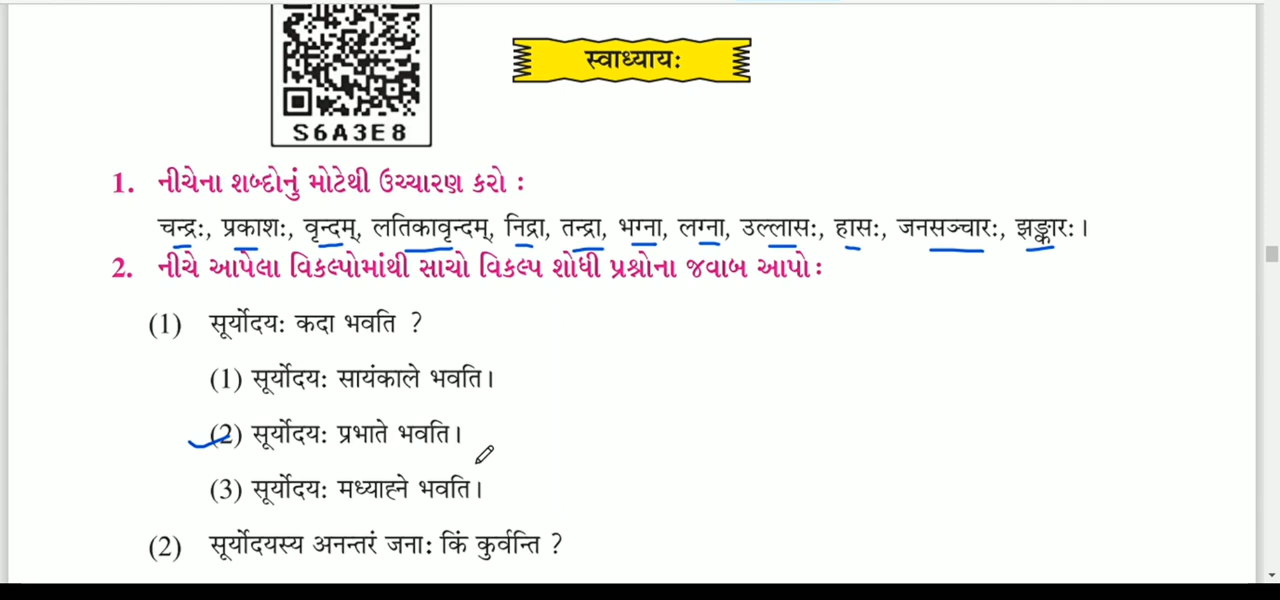 S6A3E8
स्वाध्यायः
1. નીચેના શબ્દોનું મોટેથી ઉચ્ચારણ કરો :
चन्द्रः, प्रकाशः, वृन्दम्, लतिकावृन्दम्, निद्रा, तन्द्रा, भग्ना, लग्ना, उल्लासः, हासः, जनसञ्चारः, झङ्कारः।
2. નીચે આપેલા વિકલ્પોમાંથી સાચો વિકલ્પ શોધી પ્રશ્નોના જવાબ આપો :
(1) सूर्योदयः कदा भवति ?
(1) सूर्योदयः सायंकाले भवति।
(2) सूर्योदयः प्रभाते भवति।
(3) सूर्योदयः मध्याह्ने भवति।
(2) सूर्योदयस्य अनन्तरं जनाः किं कुर्वन्ति ?